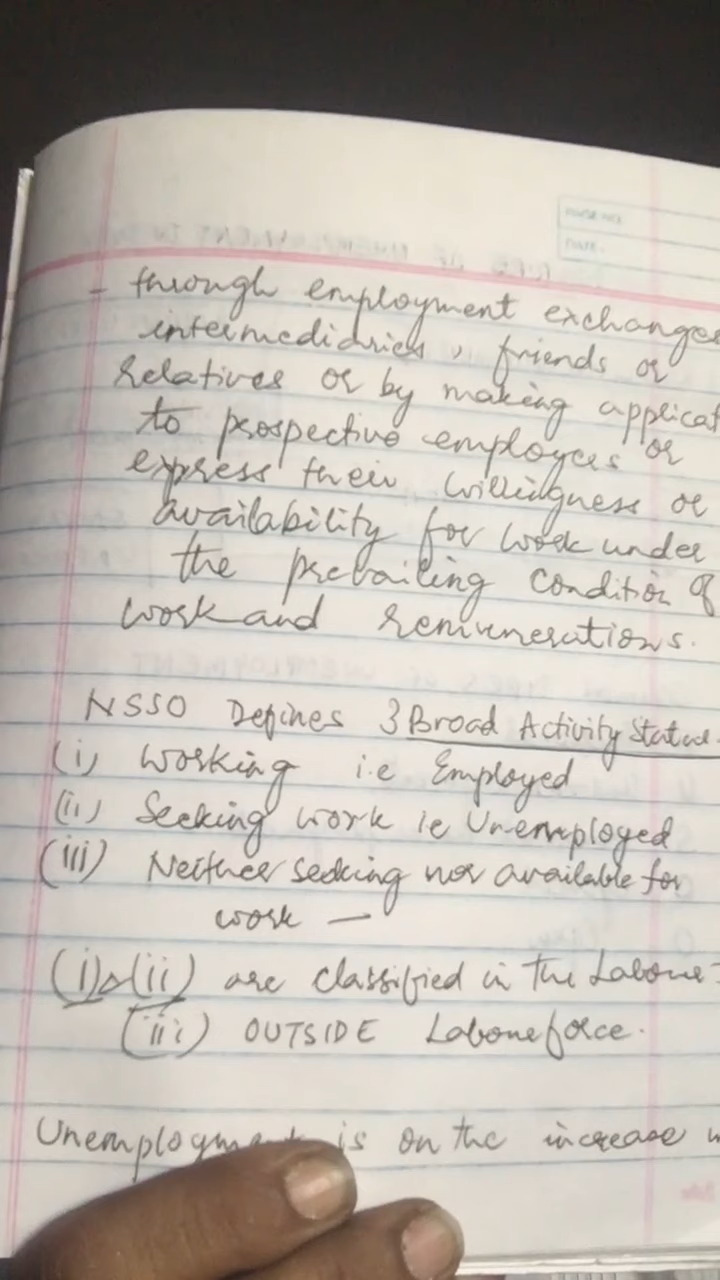 - through employment exchanges
intermediaries, friends or
relatives or by making applicat
to prospective employees or
express their willingness or
availability for work under
the prevailing condition of
work and remunerations.
NSSO Defines 3 Broad Activity Status
(i) Working i.e Employed
(ii) Seeking work ie Unemployed
(iii) Neither seeking nor available for
work —
(i) & (ii) are classified in the Labour
(iii) OUTSIDE Labourforce.
Unemployment is on the increase